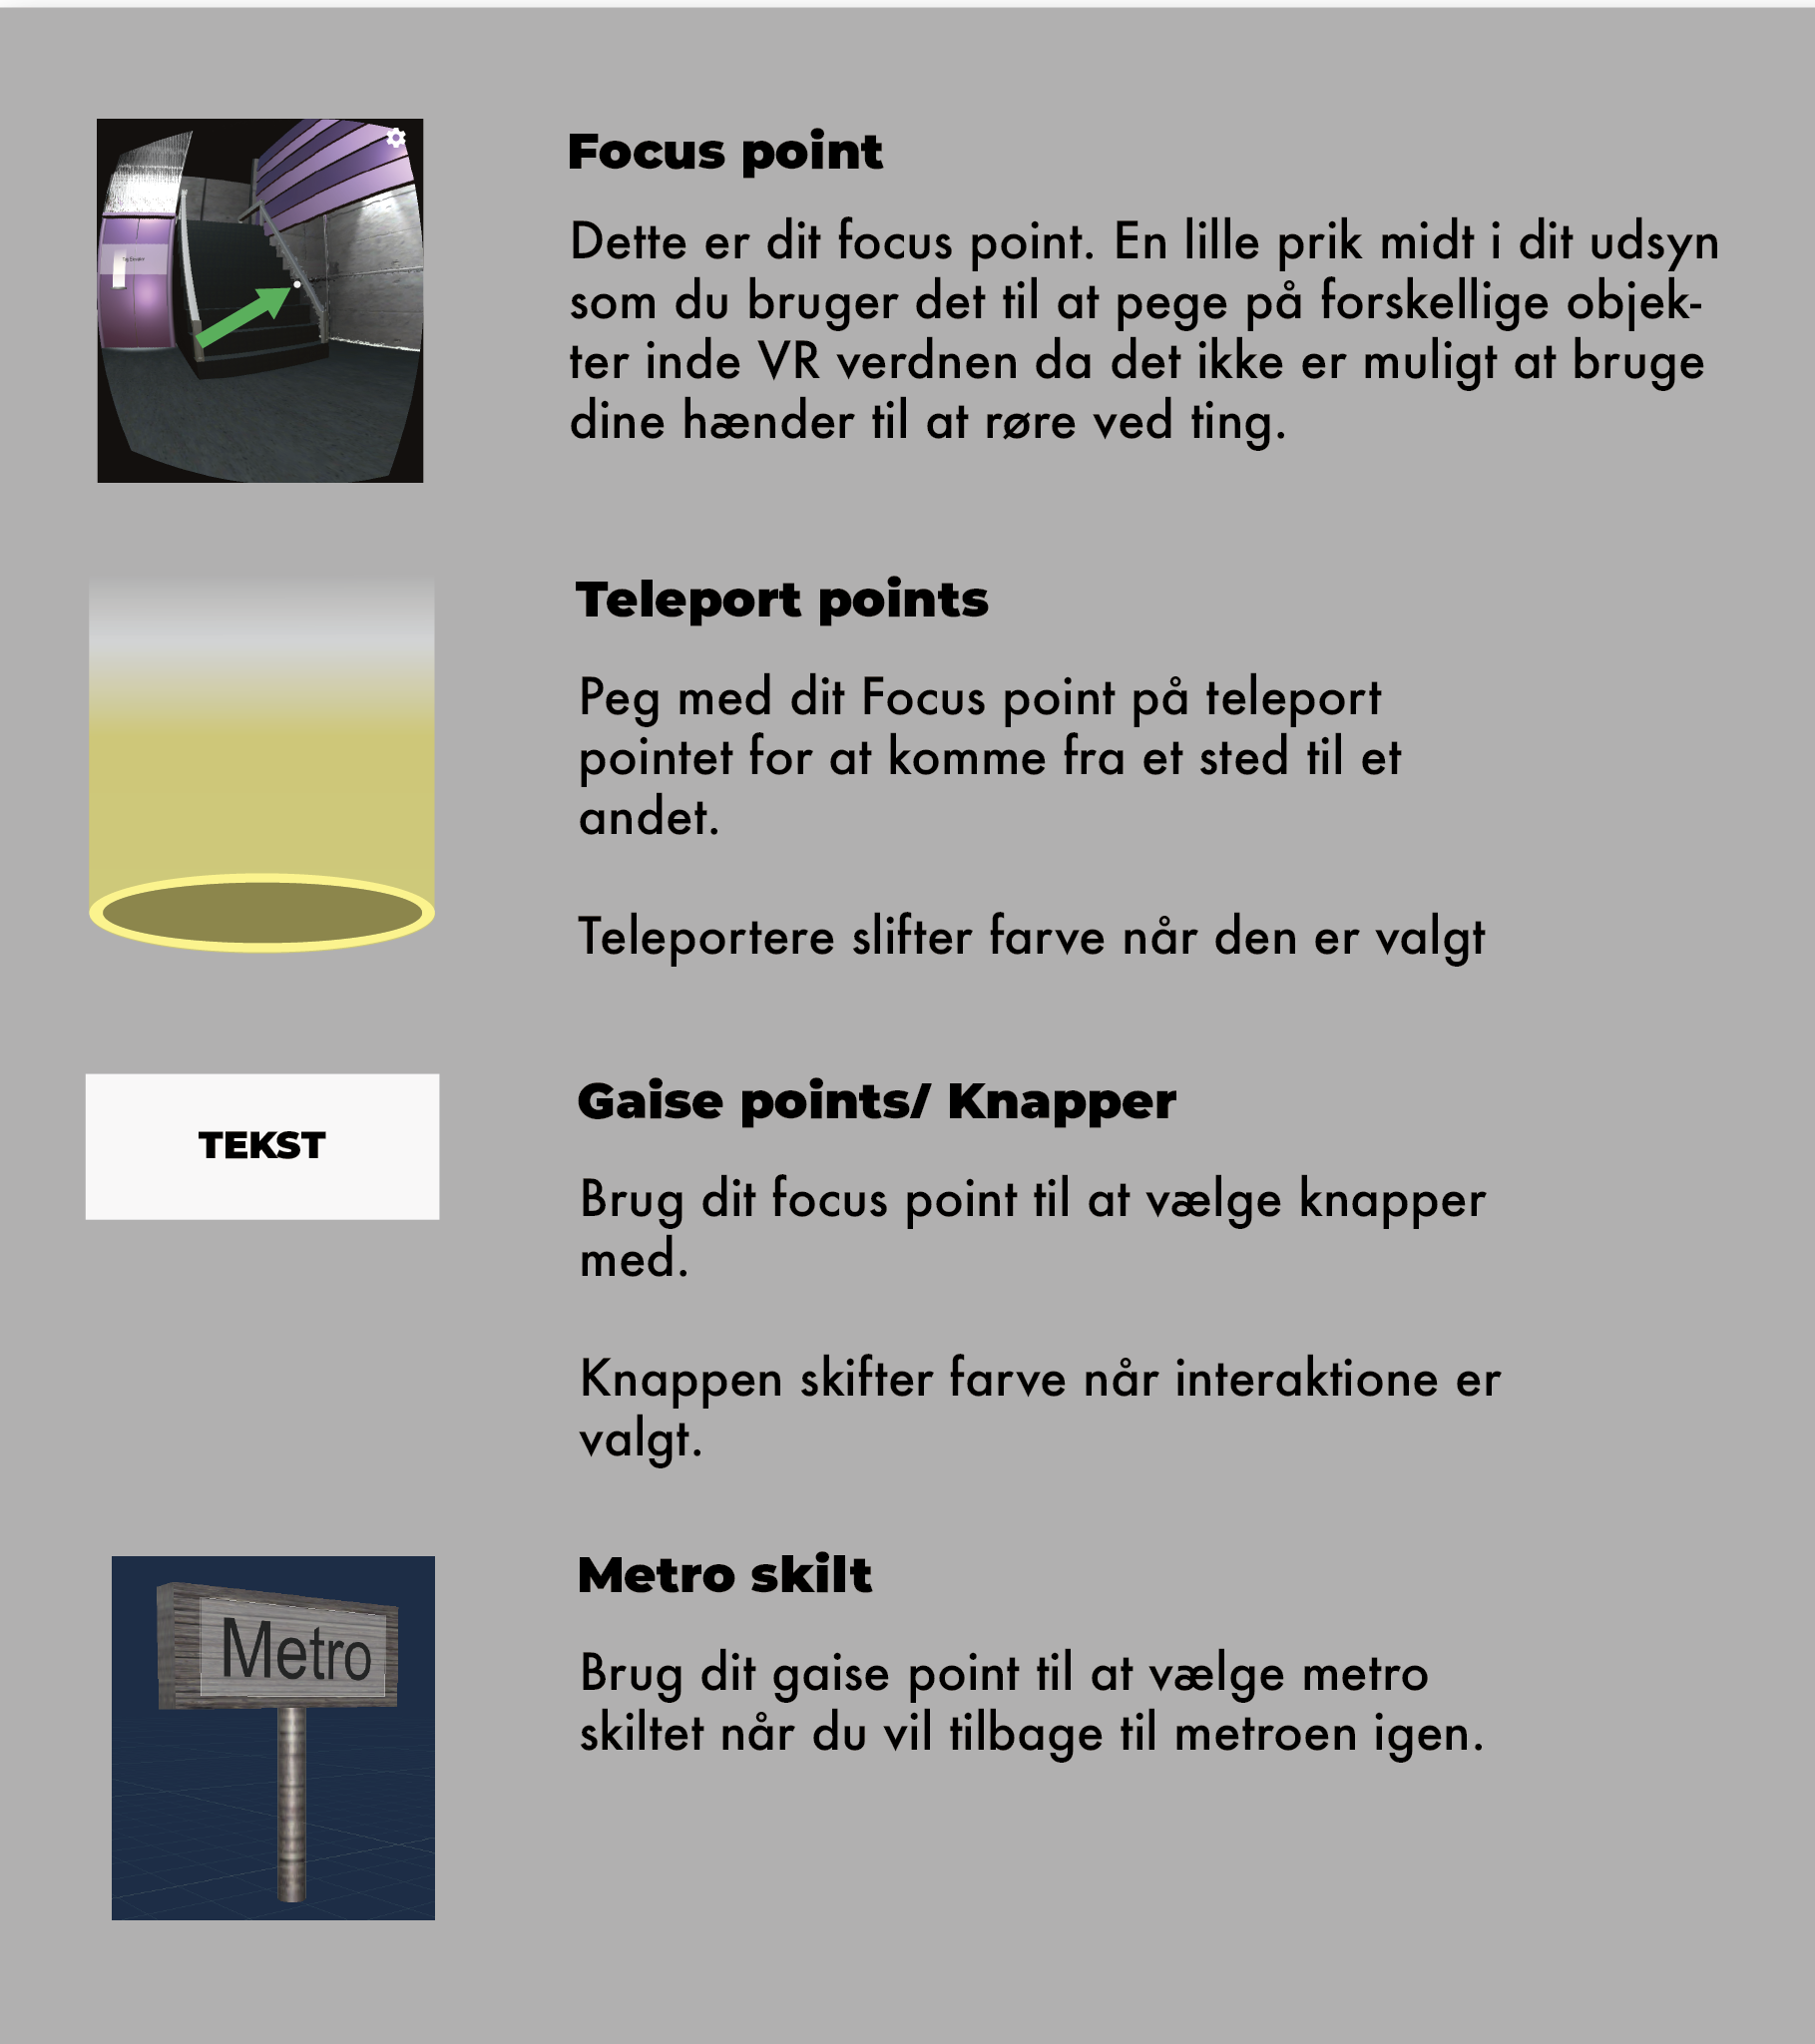 Focus point
Dette er dit focus point. En lille prik midt i dit udsyn
som du bruger det til at pege på forskellige objek-
ter inde VR verdnen da det ikke er muligt at bruge
dine hænder til at røre ved ting.
Teleport points
Peg med dit Focus point på teleport
pointet for at komme fra et sted til et
andet.
Teleportere slifter farve når den er valgt
TEKST
Gaise points/ Knapper
Brug dit focus point til at vælge knapper
med.
Knappen skifter farve når interaktione er
valgt.
Metro
Metro skilt
Brug dit gaise point til at vælge metro
skiltet når du vil tilbage til metroen igen.